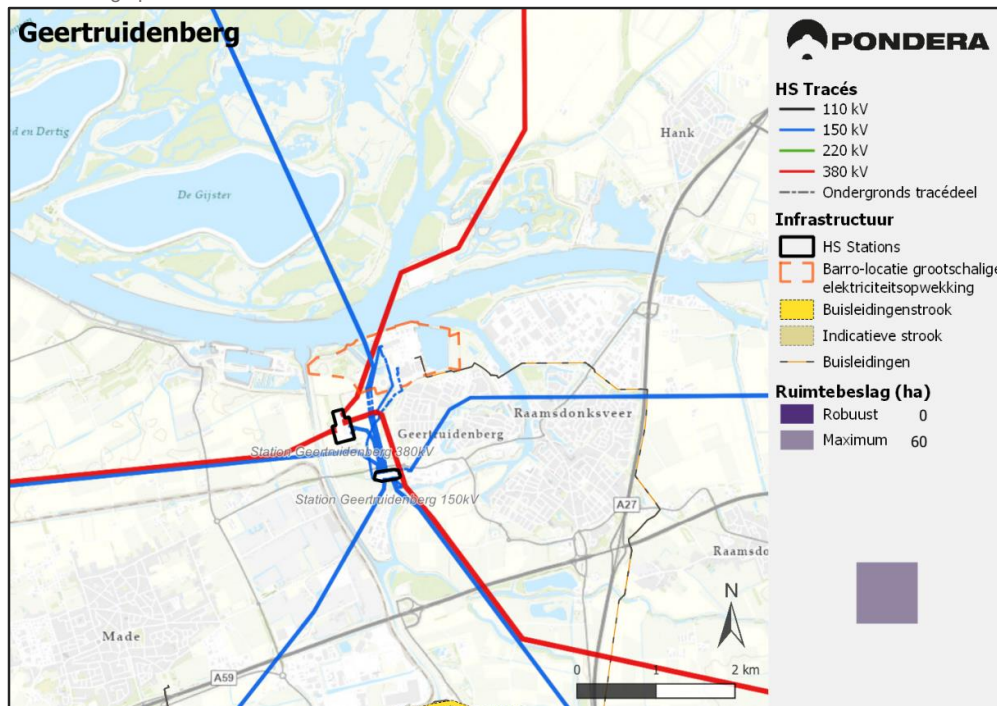 Geertruidenberg
PONDERA
HS Tracés
110 kV
150 kV
220 kV
380 kV
Ondergronds tracédeel
Infrastructuur
HS Stations
Barro-locatie grootschalige
elektriciteitsopwekking
Buisleidingenstrook
Indicatieve strook
Buisleidingen
Ruimtebeslag (ha)
Robuust 0
Maximum 60
Hank
en Dertig
De Gijster
Raamsdonksveer
Geertruidenberg
Station Geertruidenberg 380kV
Station Geertruidenberg 150kV
A27
Raamsdo
Made
A59
N
0 1 2 km